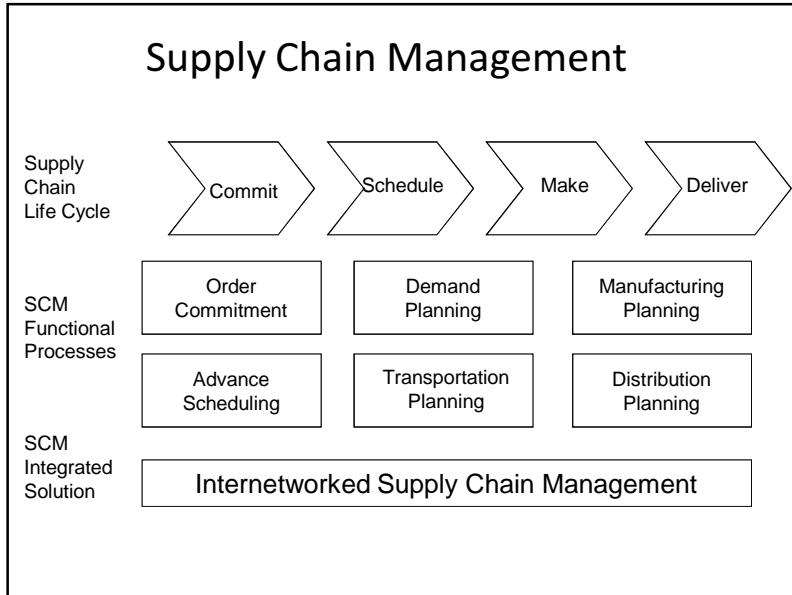 Supply Chain Management
Supply
Chain
Life Cycle
Commit
Schedule
Make
Deliver
SCM
Functional
Processes
Order
Commitment
Demand
Planning
Manufacturing
Planning
Advance
Scheduling
Transportation
Planning
Distribution
Planning
SCM
Integrated
Solution
Internetworked Supply Chain Management